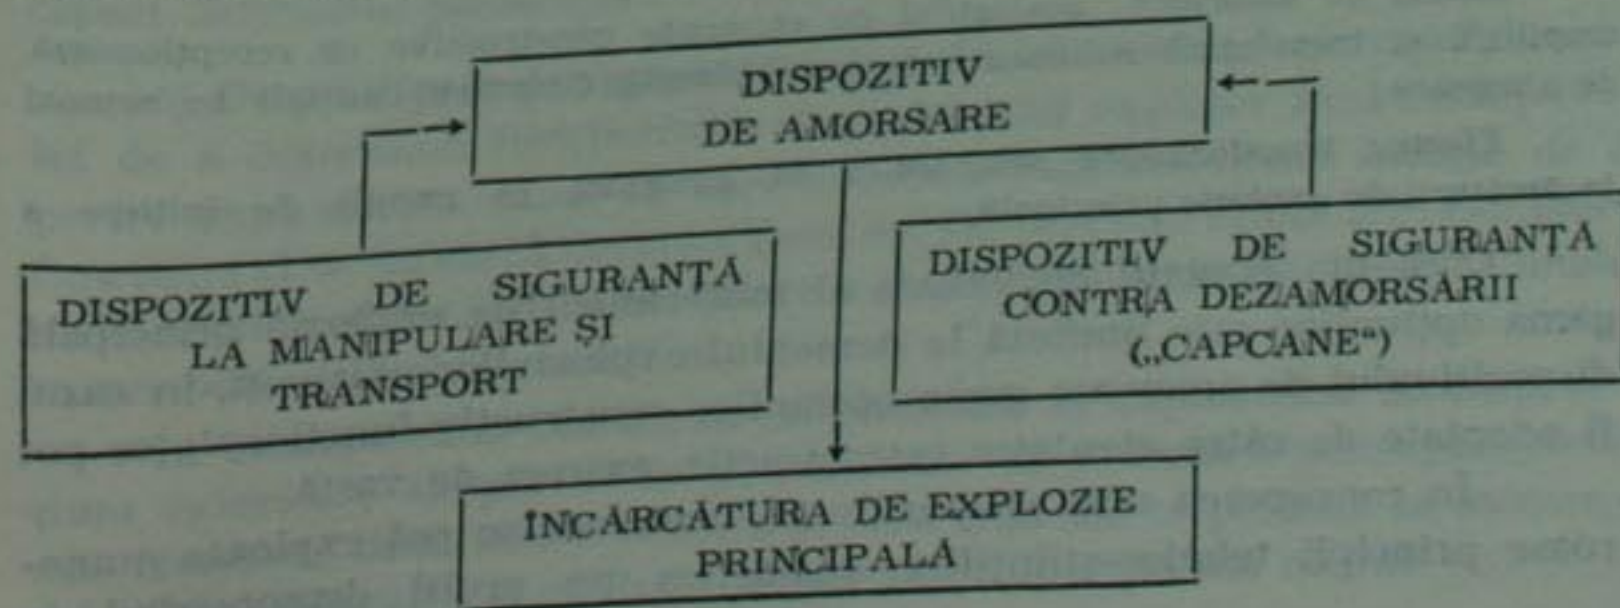 DISPOZITIV
DE AMORSARE
DISPOZITIV DE SIGURANȚĂ
LA MANIPULARE ȘI
TRANSPORT
DISPOZITIV DE SIGURANȚĂ
CONTRA DEZAMORSĂRII
(„CAPCANE“)
ÎNCĂRCĂTURA DE EXPLOZIE
PRINCIPALĂ